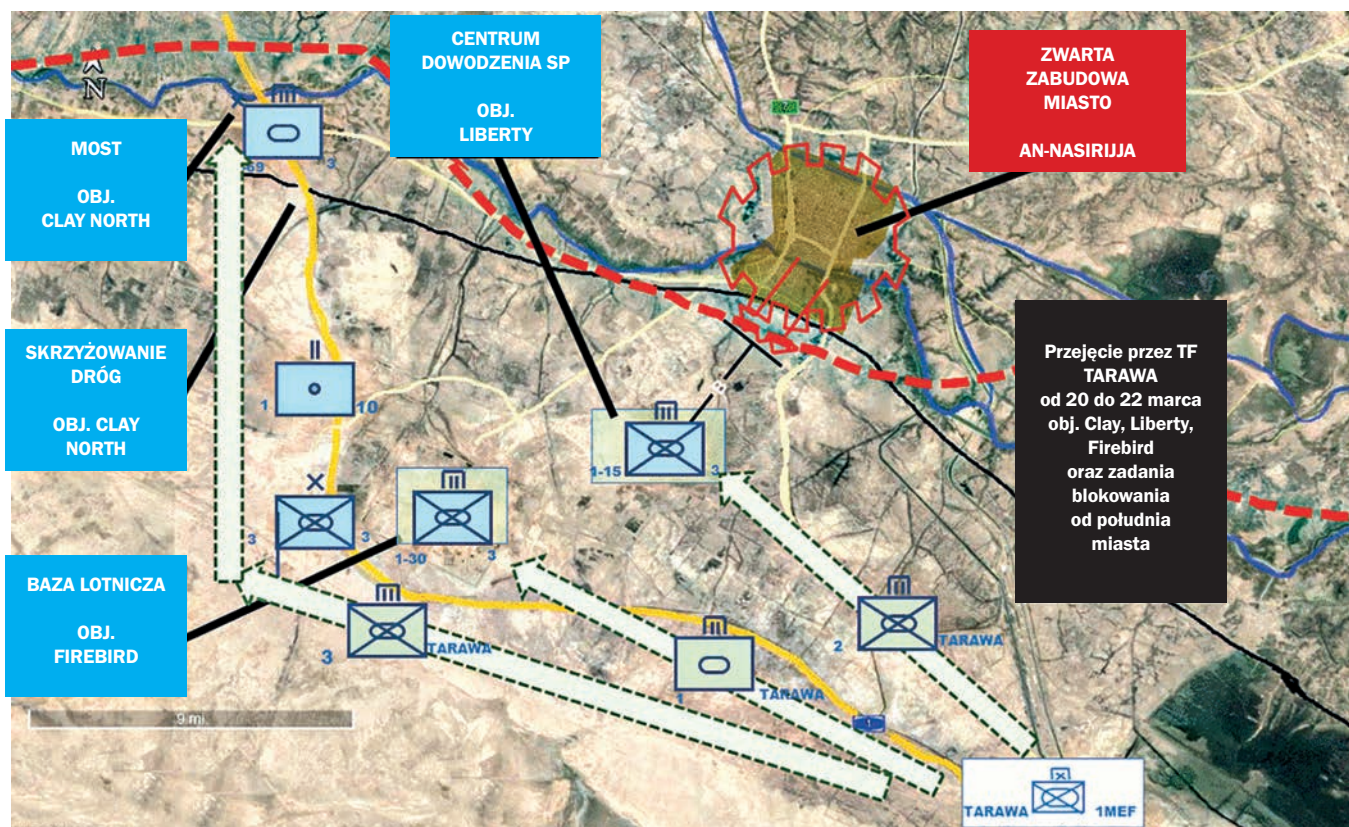 CENTRUM
DOWODZENIA SP
OBJ.
LIBERTY
ZWARTA
ZABUDOWA
MIASTO
AN-NASIRIJJA
N
MOST
OBJ.
CLAY NORTH
69 3
SKRZYŻOWANIE
DRÓG
OBJ. CLAY
NORTH
1 10
Przejęcie przez TF
TARAWA
od 20 do 22 marca
obj. Clay, Liberty,
Firebird
oraz zadania
blokowania
od południa
miasta
B
1-15 3
3 3
1-30 3
BAZA LOTNICZA
OBJ.
FIREBIRD
3 TARAWA
2 TARAWA
1 TARAWA
9 mi
1
TARAWA 1MEF